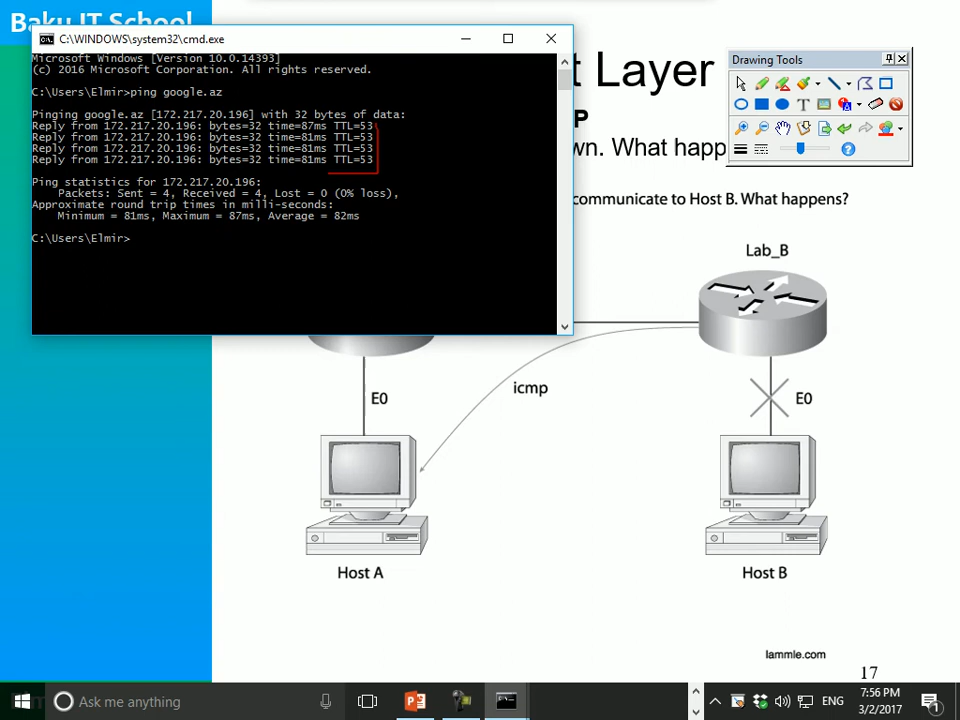 Baku IT School
C:\WINDOWS\system32\cmd.exe
Microsoft Windows [Version 10.0.14393]
(c) 2016 Microsoft Corporation. All rights reserved.
C:\Users\Elmir>ping google.az
Pinging google.az [172.217.20.196] with 32 bytes of data:
Reply from 172.217.20.196: bytes=32 time=87ms TTL=53
Reply from 172.217.20.196: bytes=32 time=81ms TTL=53
Reply from 172.217.20.196: bytes=32 time=81ms TTL=53
Reply from 172.217.20.196: bytes=32 time=81ms TTL=53
Ping statistics for 172.217.20.196:
Packets: Sent = 4, Received = 4, Lost = 0 (0% loss),
Approximate round trip times in milli-seconds:
Minimum = 81ms, Maximum = 87ms, Average = 82ms
C:\Users\Elmir>
t Layer
P
wn. What happ
Drawing Tools
communicate to Host B. What happens?
Lab_B
icmp
E0
E0
Host A
Host B
lammle.com
17
Ask me anything
ENG
7:56 PM
3/2/2017
1